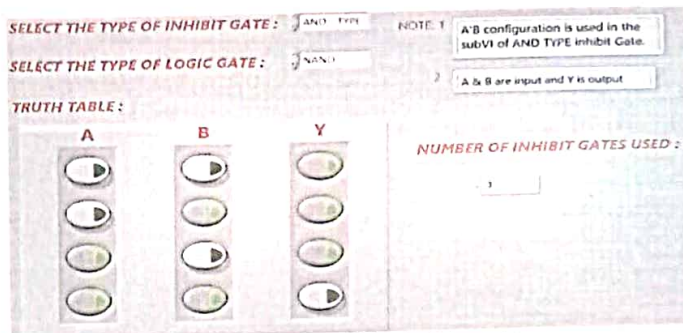 SELECT THE TYPE OF INHIBIT GATE :
AND TYPE
NOTE: 1
A'B configuration is used in the
subVI of AND TYPE inhibit Gate.
SELECT THE TYPE OF LOGIC GATE :
NAND
2
A & B are input and Y is output
TRUTH TABLE :
A B Y
NUMBER OF INHIBIT GATES USED :